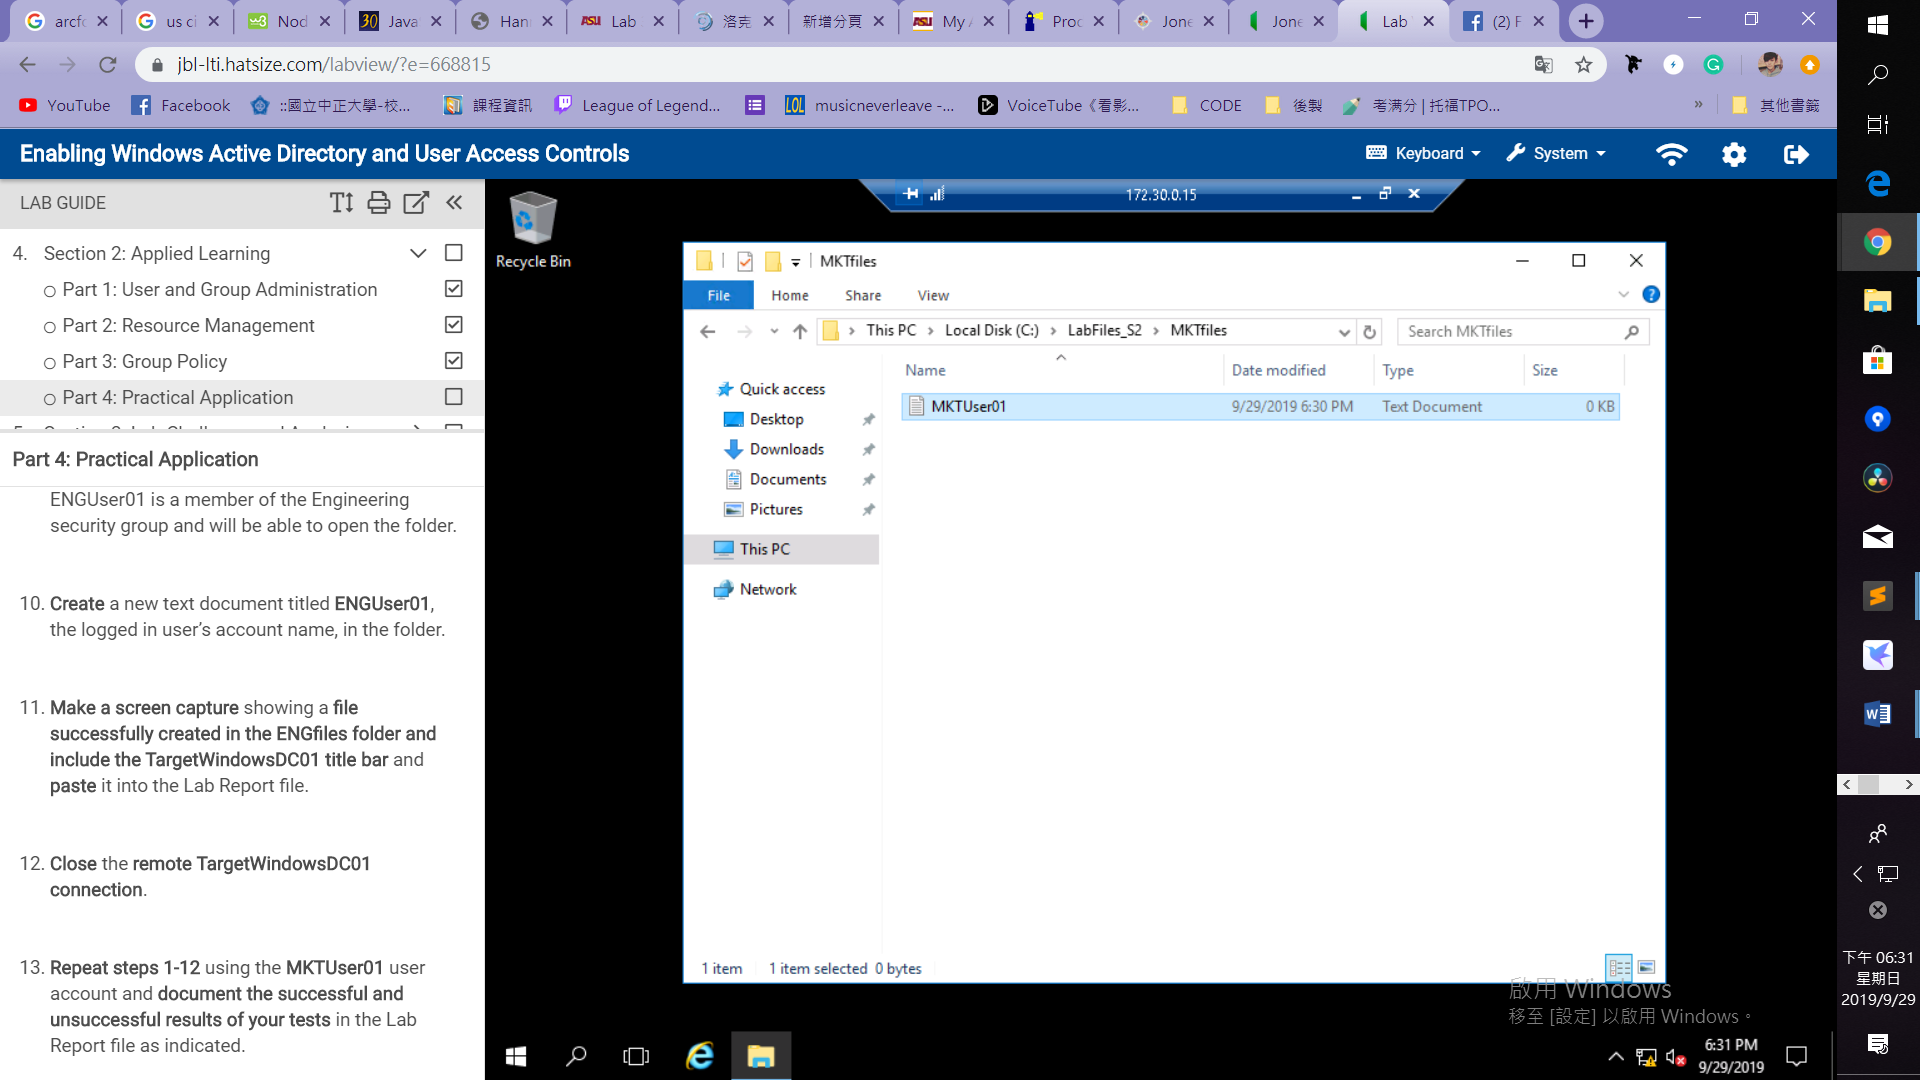 arcfo
us ci
Nod
Java
Han
Lab
洛克
新增分頁
My A
Proc
Jone
Jone
Lab
(2) F
jbl-lti.hatsize.com/labview/?e=668815
YouTube
Facebook
::國立中正大學-校...
課程資訊
League of Legend...
musicneverleave -...
VoiceTube《看影...
CODE
後製
考满分 | 托福TPO...
»
其他書籤
Enabling Windows Active Directory and User Access Controls
Keyboard
System
LAB GUIDE
4. Section 2: Applied Learning
Part 1: User and Group Administration
Part 2: Resource Management
Part 3: Group Policy
Part 4: Practical Application
Part 4: Practical Application
ENGUser01 is a member of the Engineering
security group and will be able to open the folder.
10. Create a new text document titled ENGUser01,
the logged in user’s account name, in the folder.
11. Make a screen capture showing a file
successfully created in the ENGfiles folder and
include the TargetWindowsDC01 title bar and
paste it into the Lab Report file.
12. Close the remote TargetWindowsDC01
connection.
13. Repeat steps 1-12 using the MKTUser01 user
account and document the successful and
unsuccessful results of your tests in the Lab
Report file as indicated.
Recycle Bin
172.30.0.15
MKTfiles
File
Home
Share
View
This PC > Local Disk (C:) > LabFiles_S2 > MKTfiles
Search MKTfiles
Name
Date modified
Type
Size
MKTUser01
9/29/2019 6:30 PM
Text Document
0 KB
Quick access
Desktop
Downloads
Documents
Pictures
This PC
Network
1 item
1 item selected 0 bytes
啟用 Windows
移至 [設定] 以啟用 Windows。
6:31 PM
9/29/2019
下午 06:31
星期日
2019/9/29